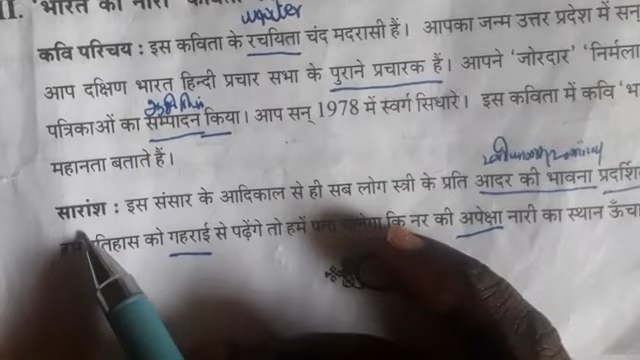 II. 'भारत की नारी'
writer
कवि परिचय : इस कविता के रचयिता चंद मदरासी हैं। आपका जन्म उत्तर प्रदेश में सन
आप दक्षिण भारत हिन्दी प्रचार सभा के पुराने प्रचारक हैं। आपने 'जोरदार' 'निर्मला
पत्रिकाओं का सम्पादन किया। आप सन् 1978 में स्वर्ग सिधारे। इस कविता में कवि 'भ
महानता बताते हैं।
सारांश : इस संसार के आदिकाल से ही सब लोग स्त्री के प्रति आदर की भावना प्रदर्शि
इतिहास को गहराई से पढ़ेंगे तो हमें पता चलेगा कि नर की अपेक्षा नारी का स्थान ऊँचा